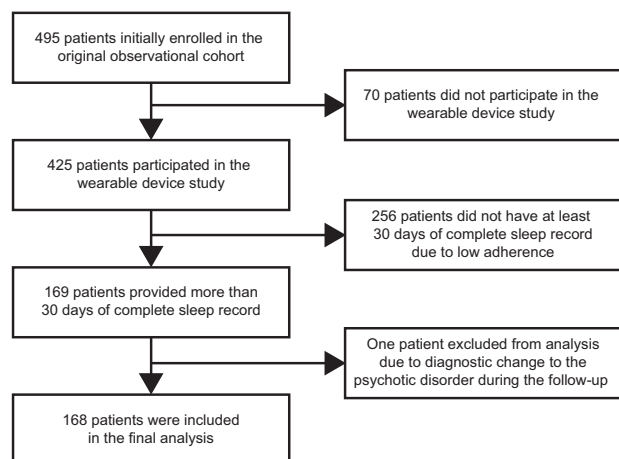 495 patients initially enrolled in the
original observational cohort
70 patients did not participate in the
wearable device study
425 patients participated in the
wearable device study
256 patients did not have at least
30 days of complete sleep record
due to low adherence
169 patients provided more than
30 days of complete sleep record
One patient excluded from analysis
due to diagnostic change to the
psychotic disorder during the follow-up
168 patients were included
in the final analysis